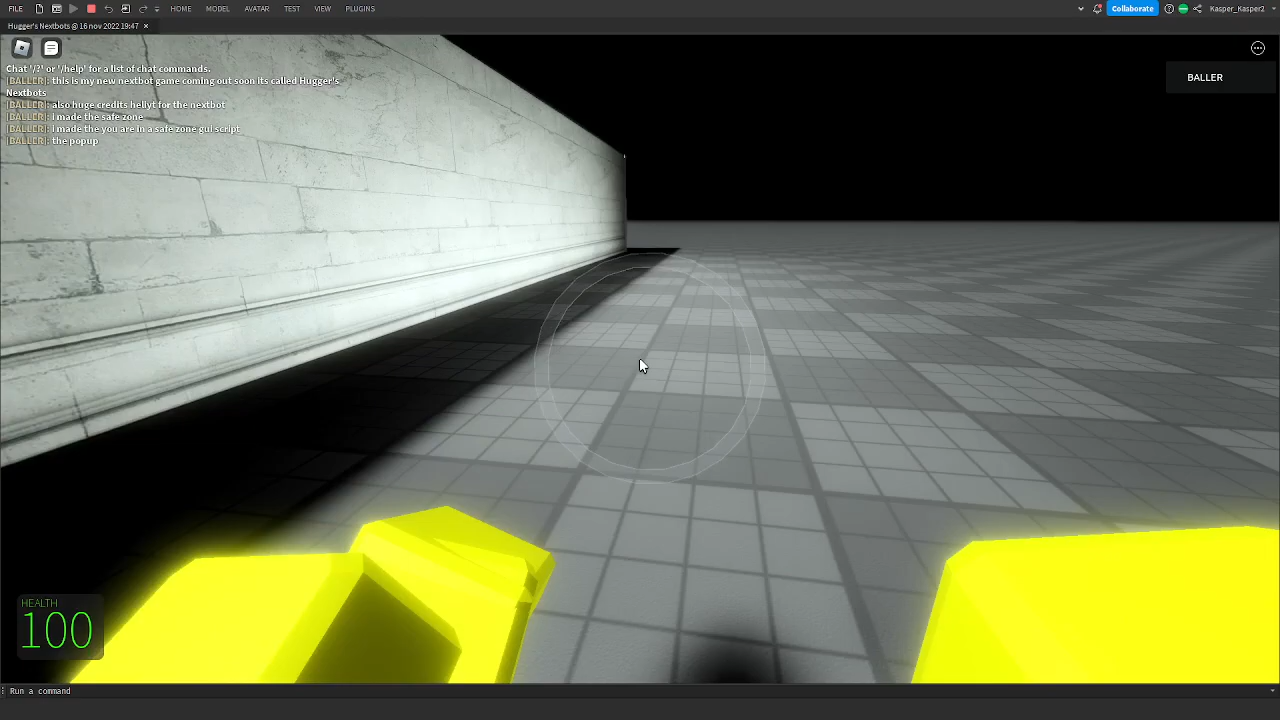 FILE
HOME
MODEL
AVATAR
TEST
VIEW
PLUGINS
Collaborate
Kasper_Kasper2
Hugger's Nextbots @ 16 nov 2022 19:47
Chat '/?' or '/help' for a list of chat commands.
[BALLER]: this is my new nextbot game coming out soon its called Hugger's
Nextbots
[BALLER]: also huge credits hellyt for the nextbot
[BALLER]: i made the safe zone
[BALLER]: I made the you are in a safe zone gui script
[BALLER]: the popup
BALLER
HEALTH
100
Run a command